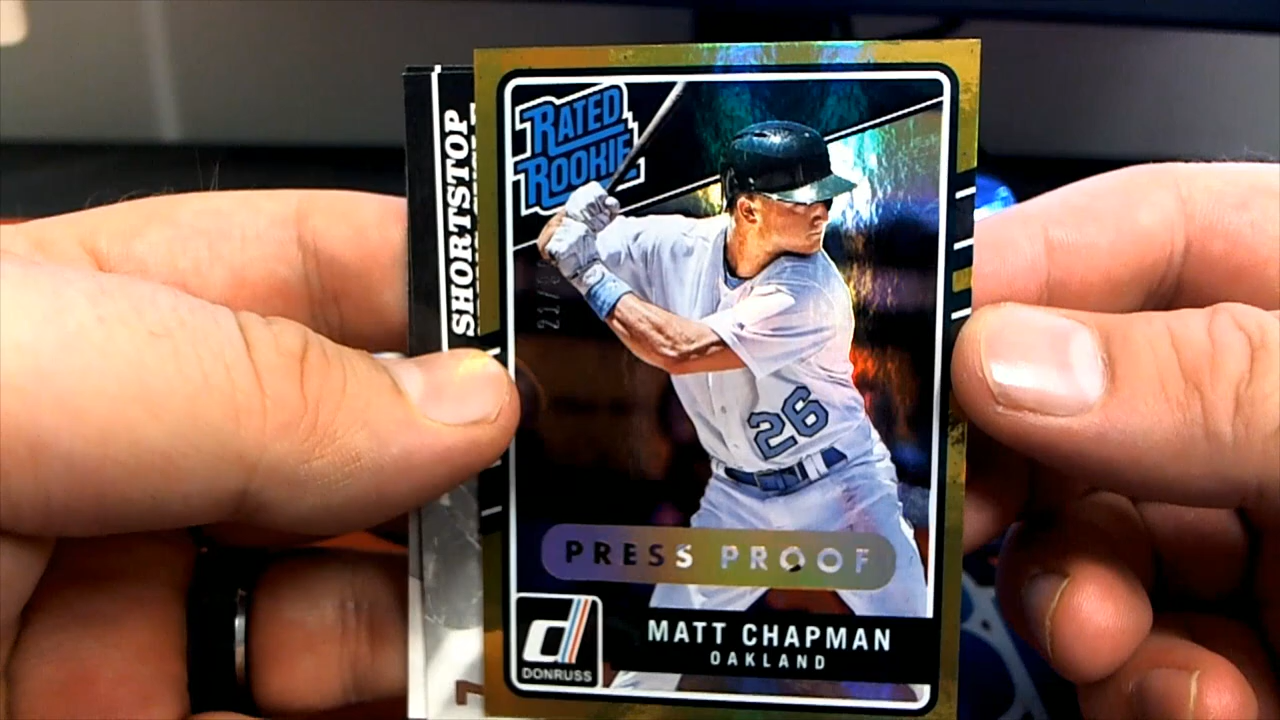 SHORTSTOP
RATED
ROOKIE
26
PRESS PROOF
d
DONRUSS
MATT CHAPMAN
OAKLAND